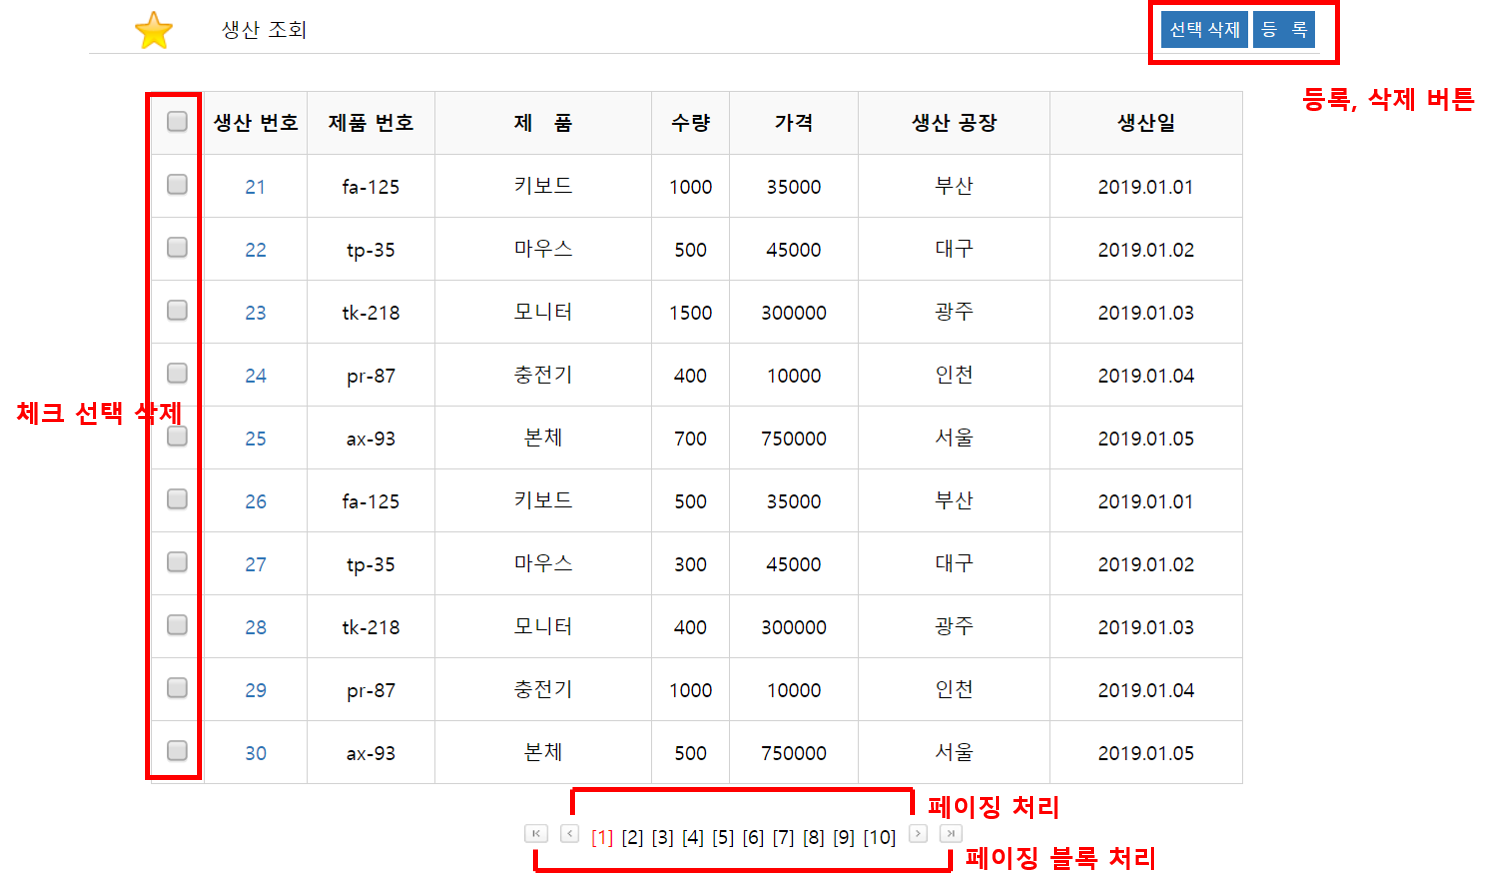 생산 조회
선택 삭제 등 록
등록, 삭제 버튼
생산 번호 제품 번호 제 품 수량 가격 생산 공장 생산일
21 fa-125 키보드 1000 35000 부산 2019.01.01
22 tp-35 마우스 500 45000 대구 2019.01.02
23 tk-218 모니터 1500 300000 광주 2019.01.03
24 pr-87 충전기 400 10000 인천 2019.01.04
체크 선택 삭제
25 ax-93 본체 700 750000 서울 2019.01.05
26 fa-125 키보드 500 35000 부산 2019.01.01
27 tp-35 마우스 300 45000 대구 2019.01.02
28 tk-218 모니터 400 300000 광주 2019.01.03
29 pr-87 충전기 1000 10000 인천 2019.01.04
30 ax-93 본체 500 750000 서울 2019.01.05
페이징 처리
[1] [2] [3] [4] [5] [6] [7] [8] [9] [10]
페이징 블록 처리